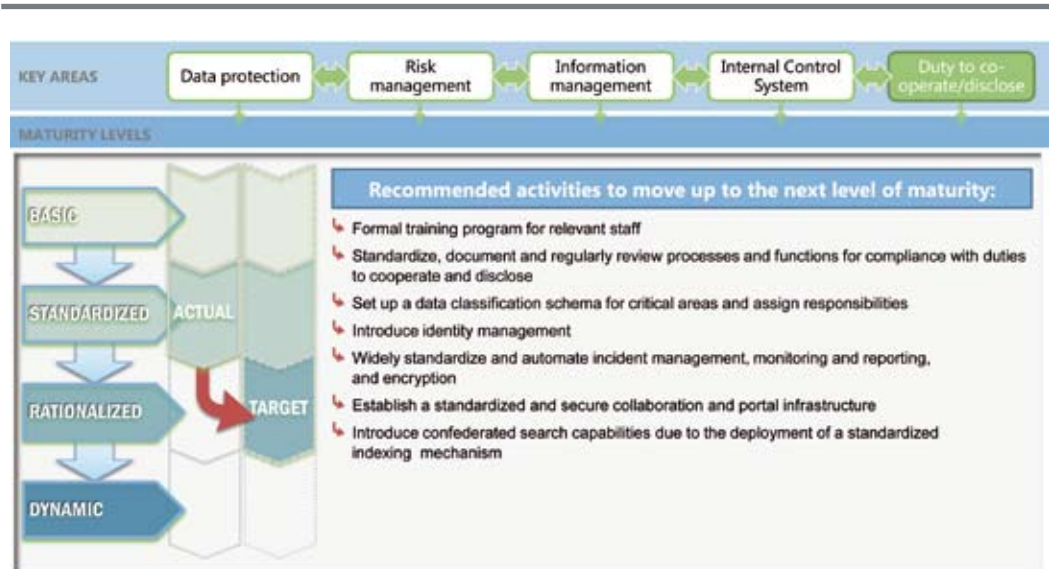 KEY AREAS
Data protection
Risk
management
Information
management
Internal Control
System
Duty to co-
operate/disclose
MATURITY LEVELS
BASIC
STANDARDIZED
RATIONALIZED
DYNAMIC
ACTUAL
TARGET
Recommended activities to move up to the next level of maturity:
Formal training program for relevant staff
Standardize, document and regularly review processes and functions for compliance with duties
to cooperate and disclose
Set up a data classification schema for critical areas and assign responsibilities
Introduce identity management
Widely standardize and automate incident management, monitoring and reporting,
and encryption
Establish a standardized and secure collaboration and portal infrastructure
Introduce confederated search capabilities due to the deployment of a standardized
indexing mechanism